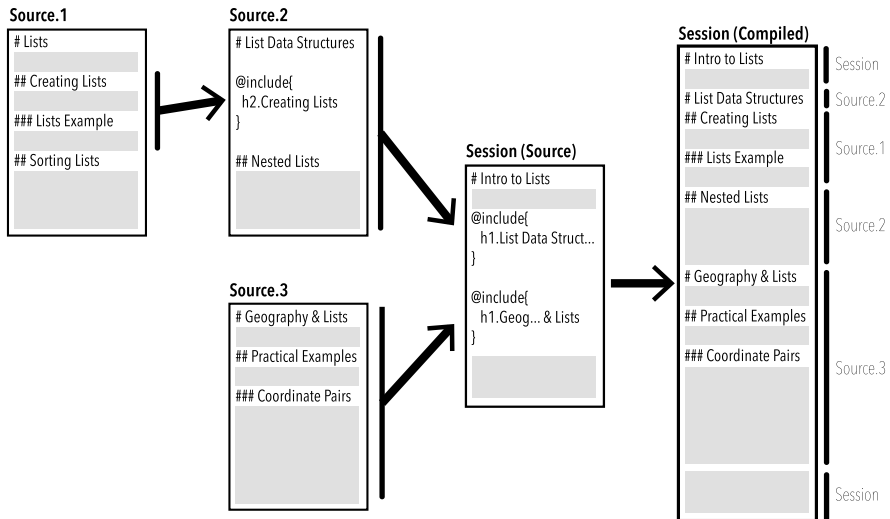 Source.1
# Lists
## Creating Lists
### Lists Example
## Sorting Lists
Source.2
# List Data Structures
@include{
h2.Creating Lists
}
## Nested Lists
Source.3
# Geography & Lists
## Practical Examples
### Coordinate Pairs
Session (Source)
# Intro to Lists
@include{
h1.List Data Struct...
}
@include{
h1.Geog... & Lists
}
Session (Compiled)
# Intro to Lists
# List Data Structures
## Creating Lists
### Lists Example
## Nested Lists
# Geography & Lists
## Practical Examples
### Coordinate Pairs
Session
Source.2
Source.1
Source.2
Source.3
Session